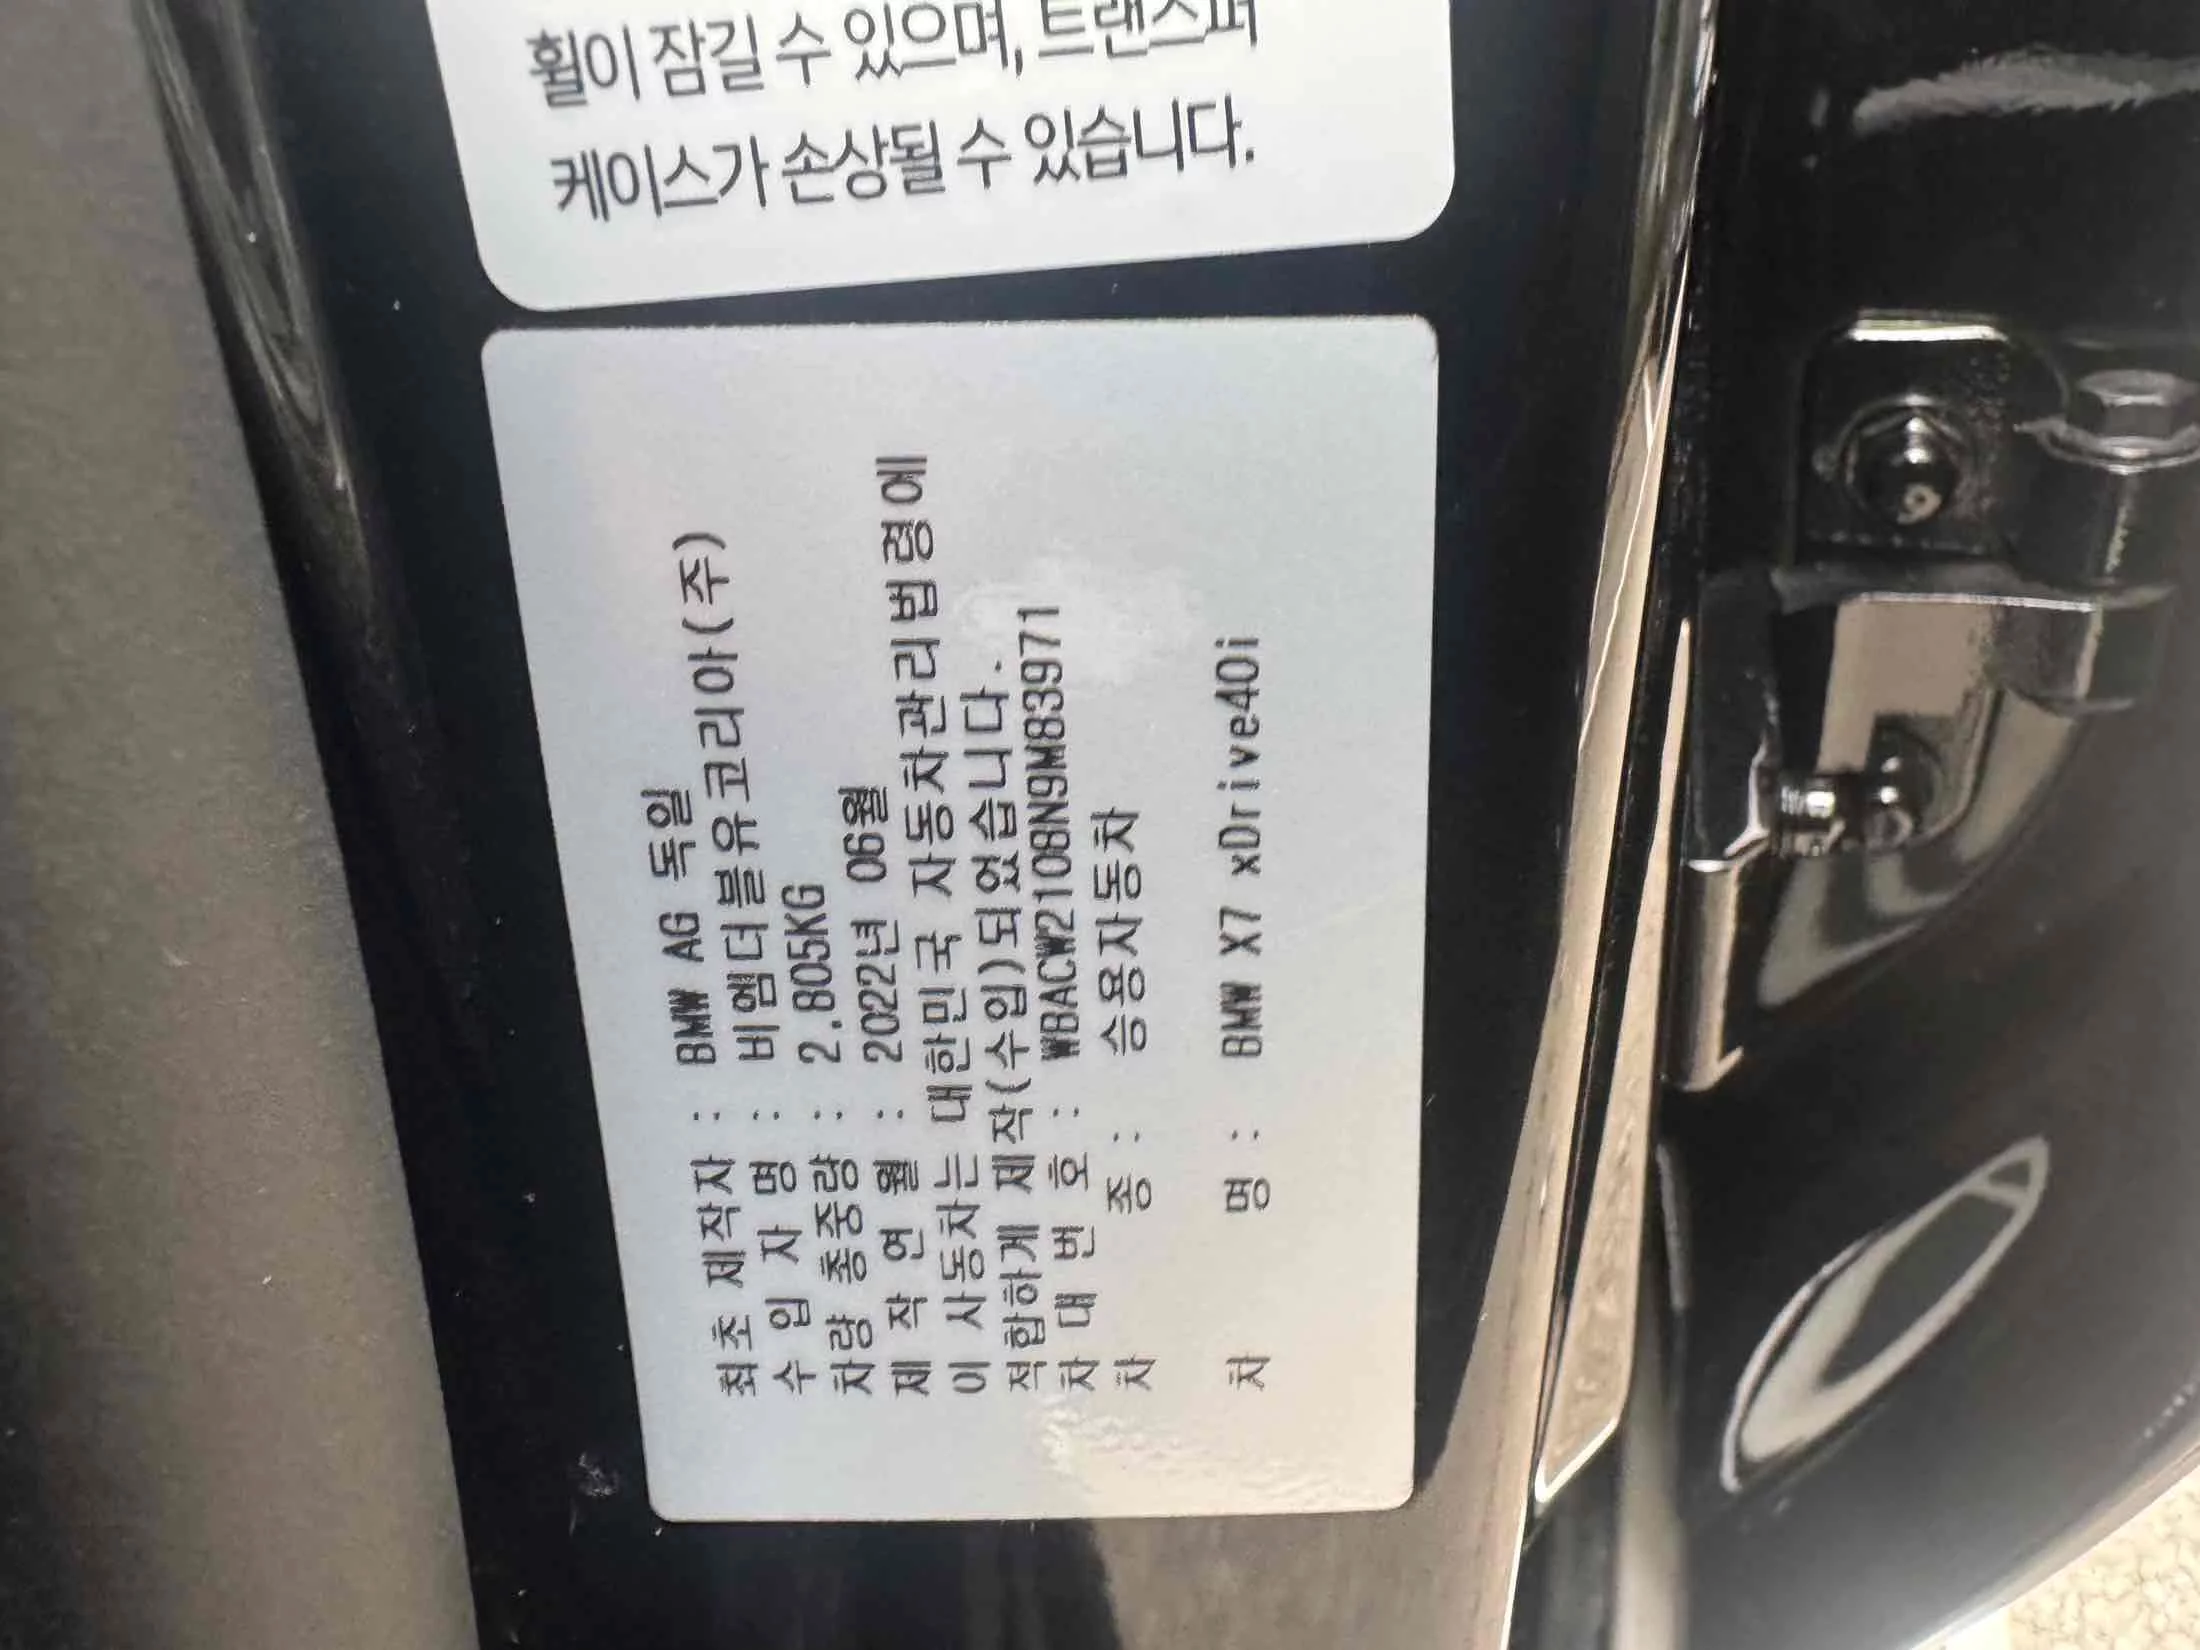 휠이 잠길 수 있으며, 트랜스퍼
케이스가 손상될 수 있습니다.
최초 제작자 : BMW AG 독일
수 입 자 명 : 비엠더블유코리아(주)
차량 총중량 : 2.805KG
제 작 연 월 : 2022년 06월
이 자동차는 대한민국 자동차관리법령에
적합하게 제작(수입)되었습니다.
차 대 번 호 : WBACW2108N9M83971
차 종 : 승용자동차
차 명 : BMW X7 xDrive40i